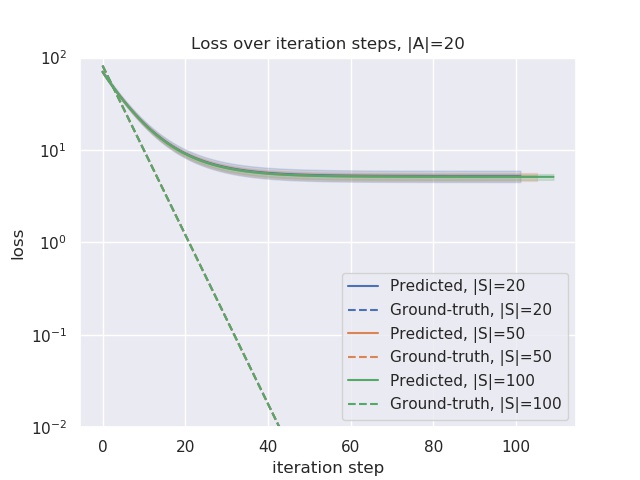 Loss over iteration steps, |A|=20
loss
10^2
10^1
10^0
10^−1
10^−2
Predicted, |S|=20
Ground-truth, |S|=20
Predicted, |S|=50
Ground-truth, |S|=50
Predicted, |S|=100
Ground-truth, |S|=100
0 20 40 60 80 100
iteration step